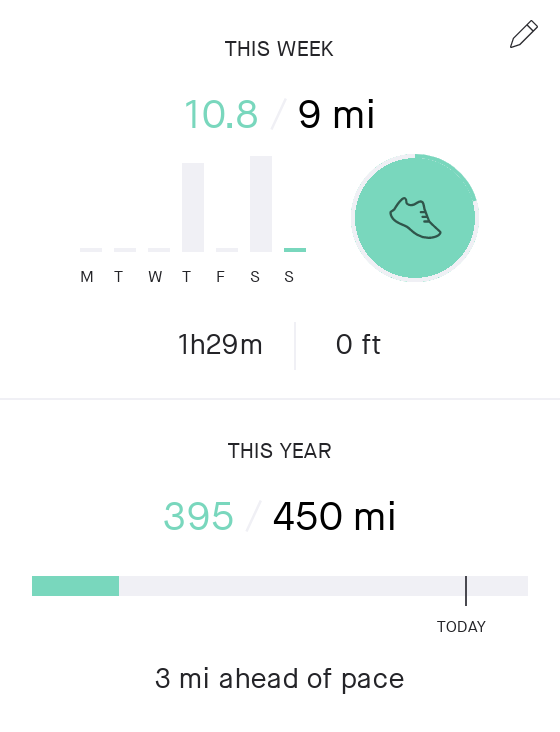 THIS WEEK
10.8 / 9 mi
M T W T F S S
1h29m 0 ft
THIS YEAR
395 / 450 mi
TODAY
3 mi ahead of pace